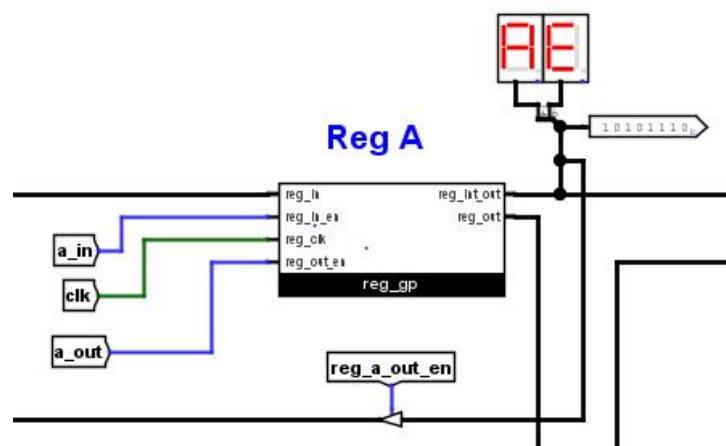 AE
10101110
Reg A
reg_in reg_int_out
reg_in_en reg_out
a_in
reg_clk
reg_out_en
clk
reg_gp
a_out
reg_a_out_en